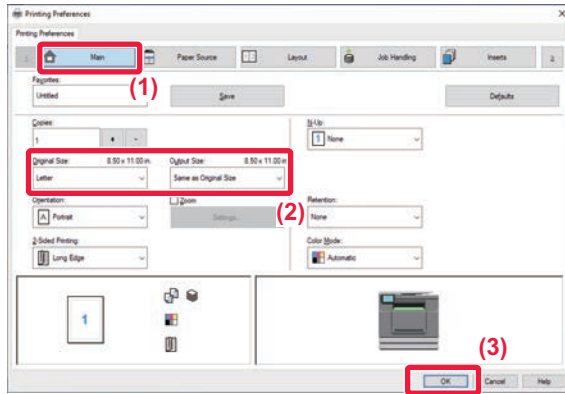 Printing Preferences
Printing Preferences
Main
Paper Source
Layout
Job Handling
Inserts
(1)
Favorites:
Untitled
Save
Defaults
Copies:
1
+
-
N-Up:
1 None
Original Size: 8.50 x 11.00 in.
Output Size: 8.50 x 11.00 in
Letter
Same as Original Size
(2)
Orientation:
Zoom
Retention:
A Portrait
Settings...
None
2-Sided Printing:
Color Mode:
Long Edge
Automatic
1
(3)
OK
Cancel
Help